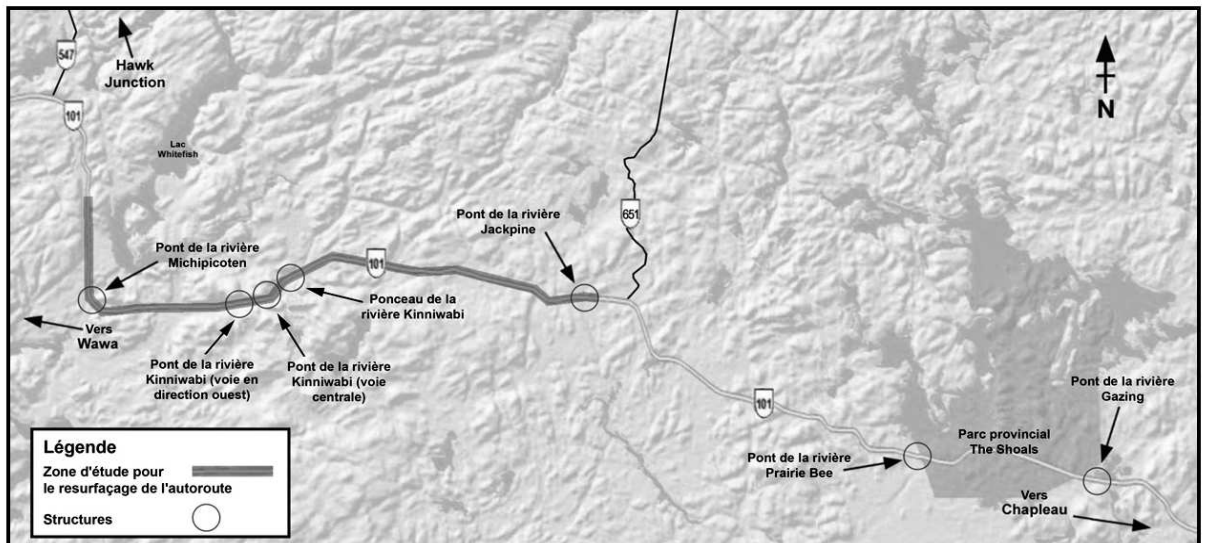 547
Hawk
Junction
N
101
Lac
Whitefish
Pont de la rivière
Jackpine
651
Pont de la rivière
Michipicoten
101
Ponceau de la
rivière Kinniwabi
Vers
Wawa
Pont de la rivière
Kinniwabi (voie en
direction ouest)
Pont de la rivière
Kinniwabi (voie
centrale)
Pont de la rivière
Gazing
101
Parc provincial
The Shoals
Pont de la rivière
Prairie Bee
Vers
Chapleau
Légende
Zone d'étude pour
le resurfaçage de l'autoroute
Structures